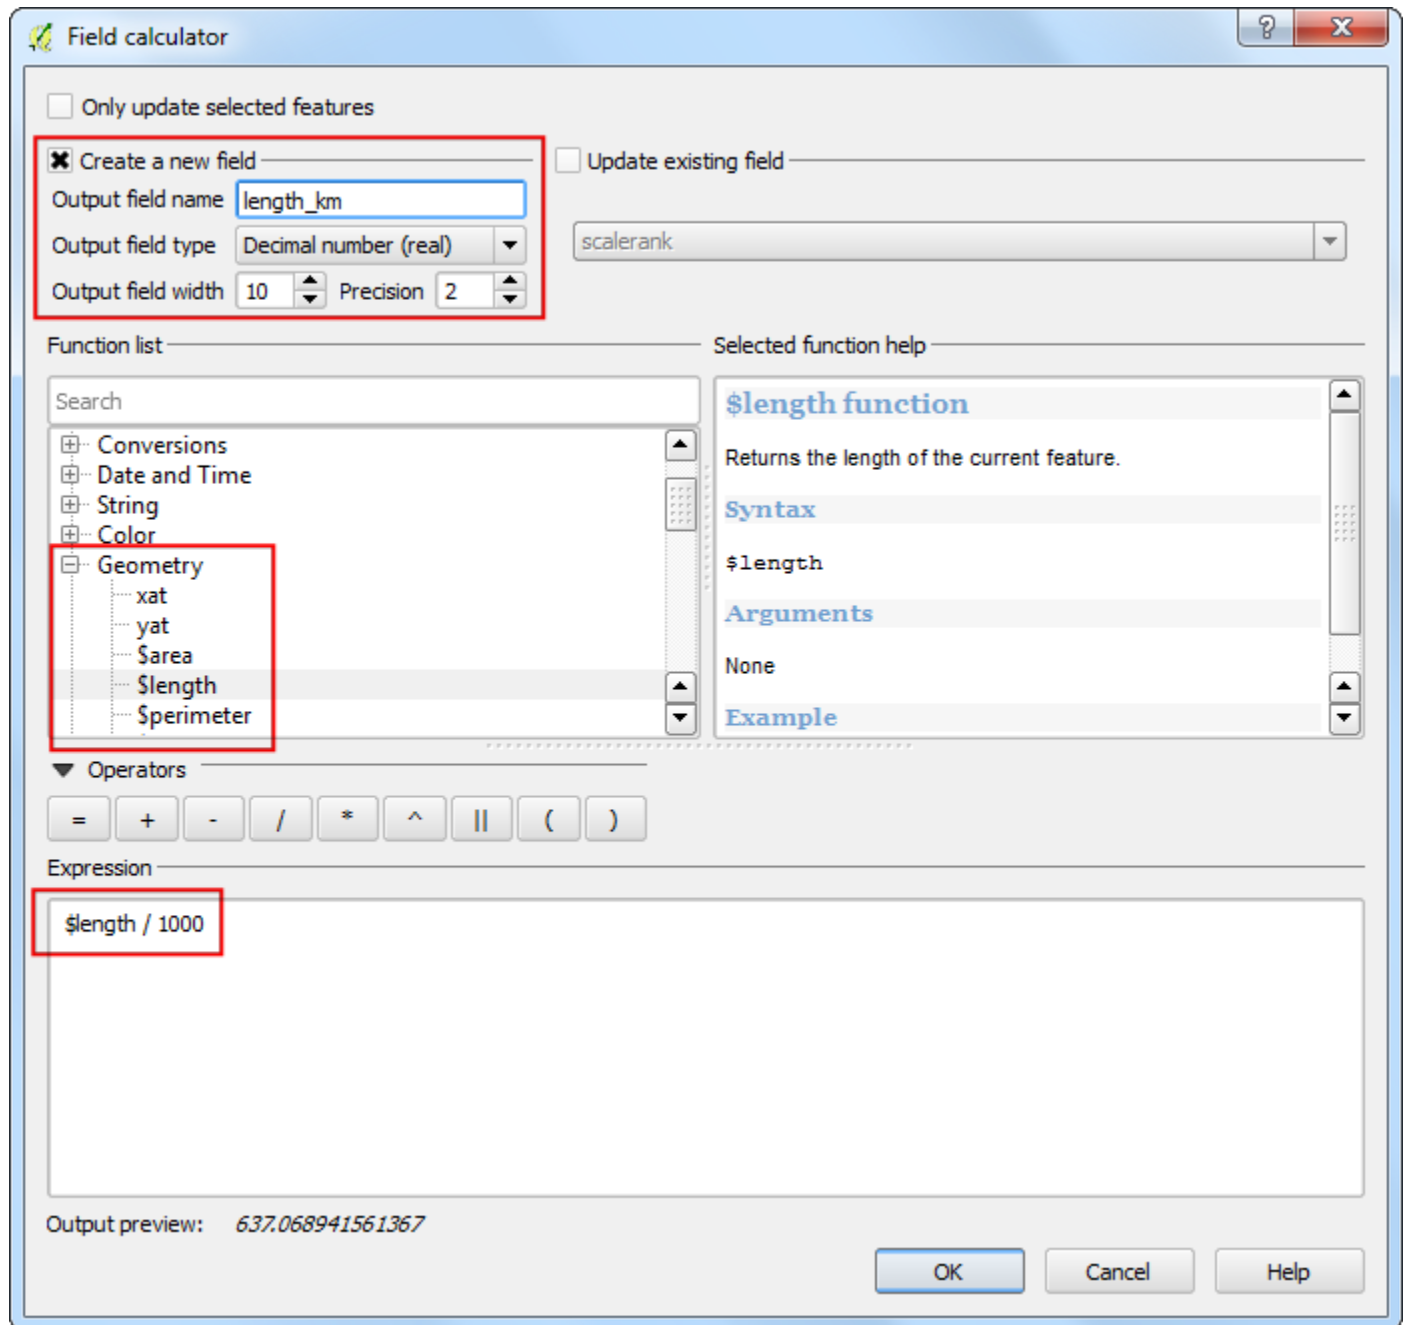 Field calculator
Only update selected features
Create a new field
Update existing field
Output field name length_km
Output field type Decimal number (real)
scalerank
Output field width 10 Precision 2
Function list
Selected function help
Search
Conversions
Date and Time
String
Color
Geometry
xat
yat
$area
$length
$perimeter
$length function
Returns the length of the current feature.
Syntax
$length
Arguments
None
Example
Operators
= + - / * ^ || ( )
Expression
$length / 1000
Output preview: 637.068941561367
OK Cancel Help